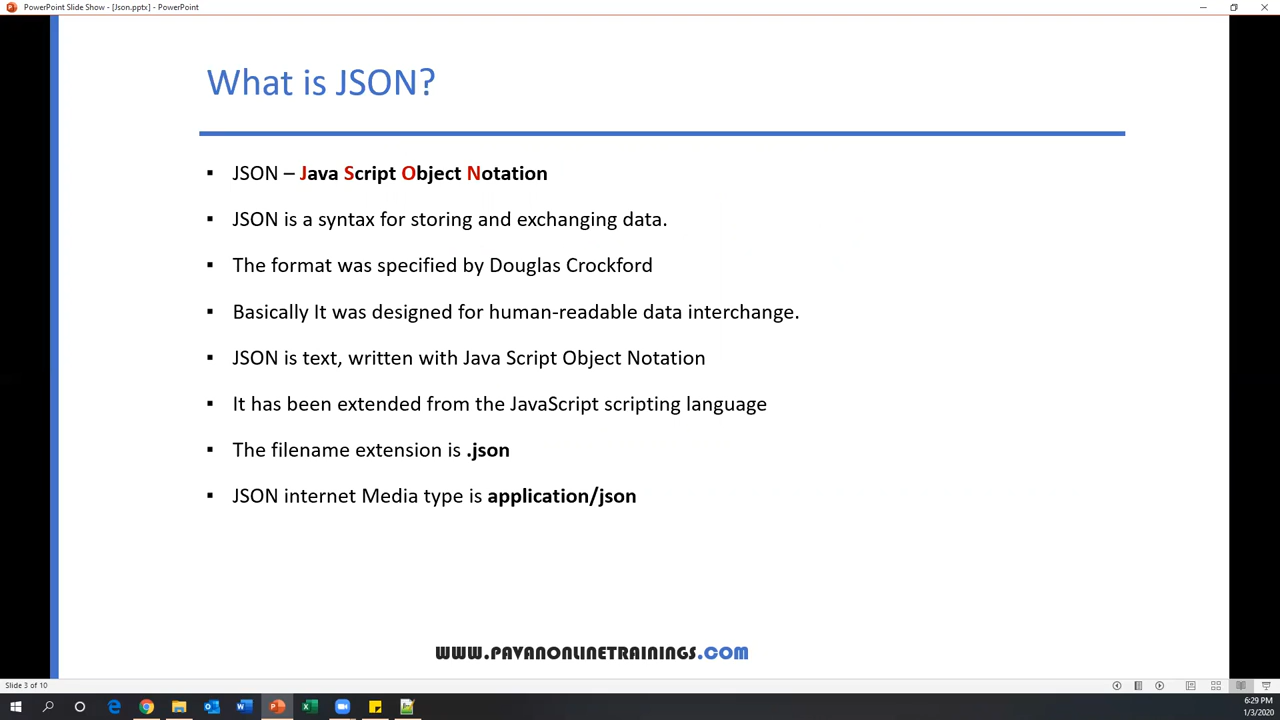 PowerPoint Slide Show - [Json.pptx] - PowerPoint
What is JSON?
▪ JSON – Java Script Object Notation
▪ JSON is a syntax for storing and exchanging data.
▪ The format was specified by Douglas Crockford
▪ Basically It was designed for human-readable data interchange.
▪ JSON is text, written with Java Script Object Notation
▪ It has been extended from the JavaScript scripting language
▪ The filename extension is .json
▪ JSON internet Media type is application/json
WWW.PAVANONLINETRAININGS.COM
Slide 3 of 10
6:29 PM
1/3/2020